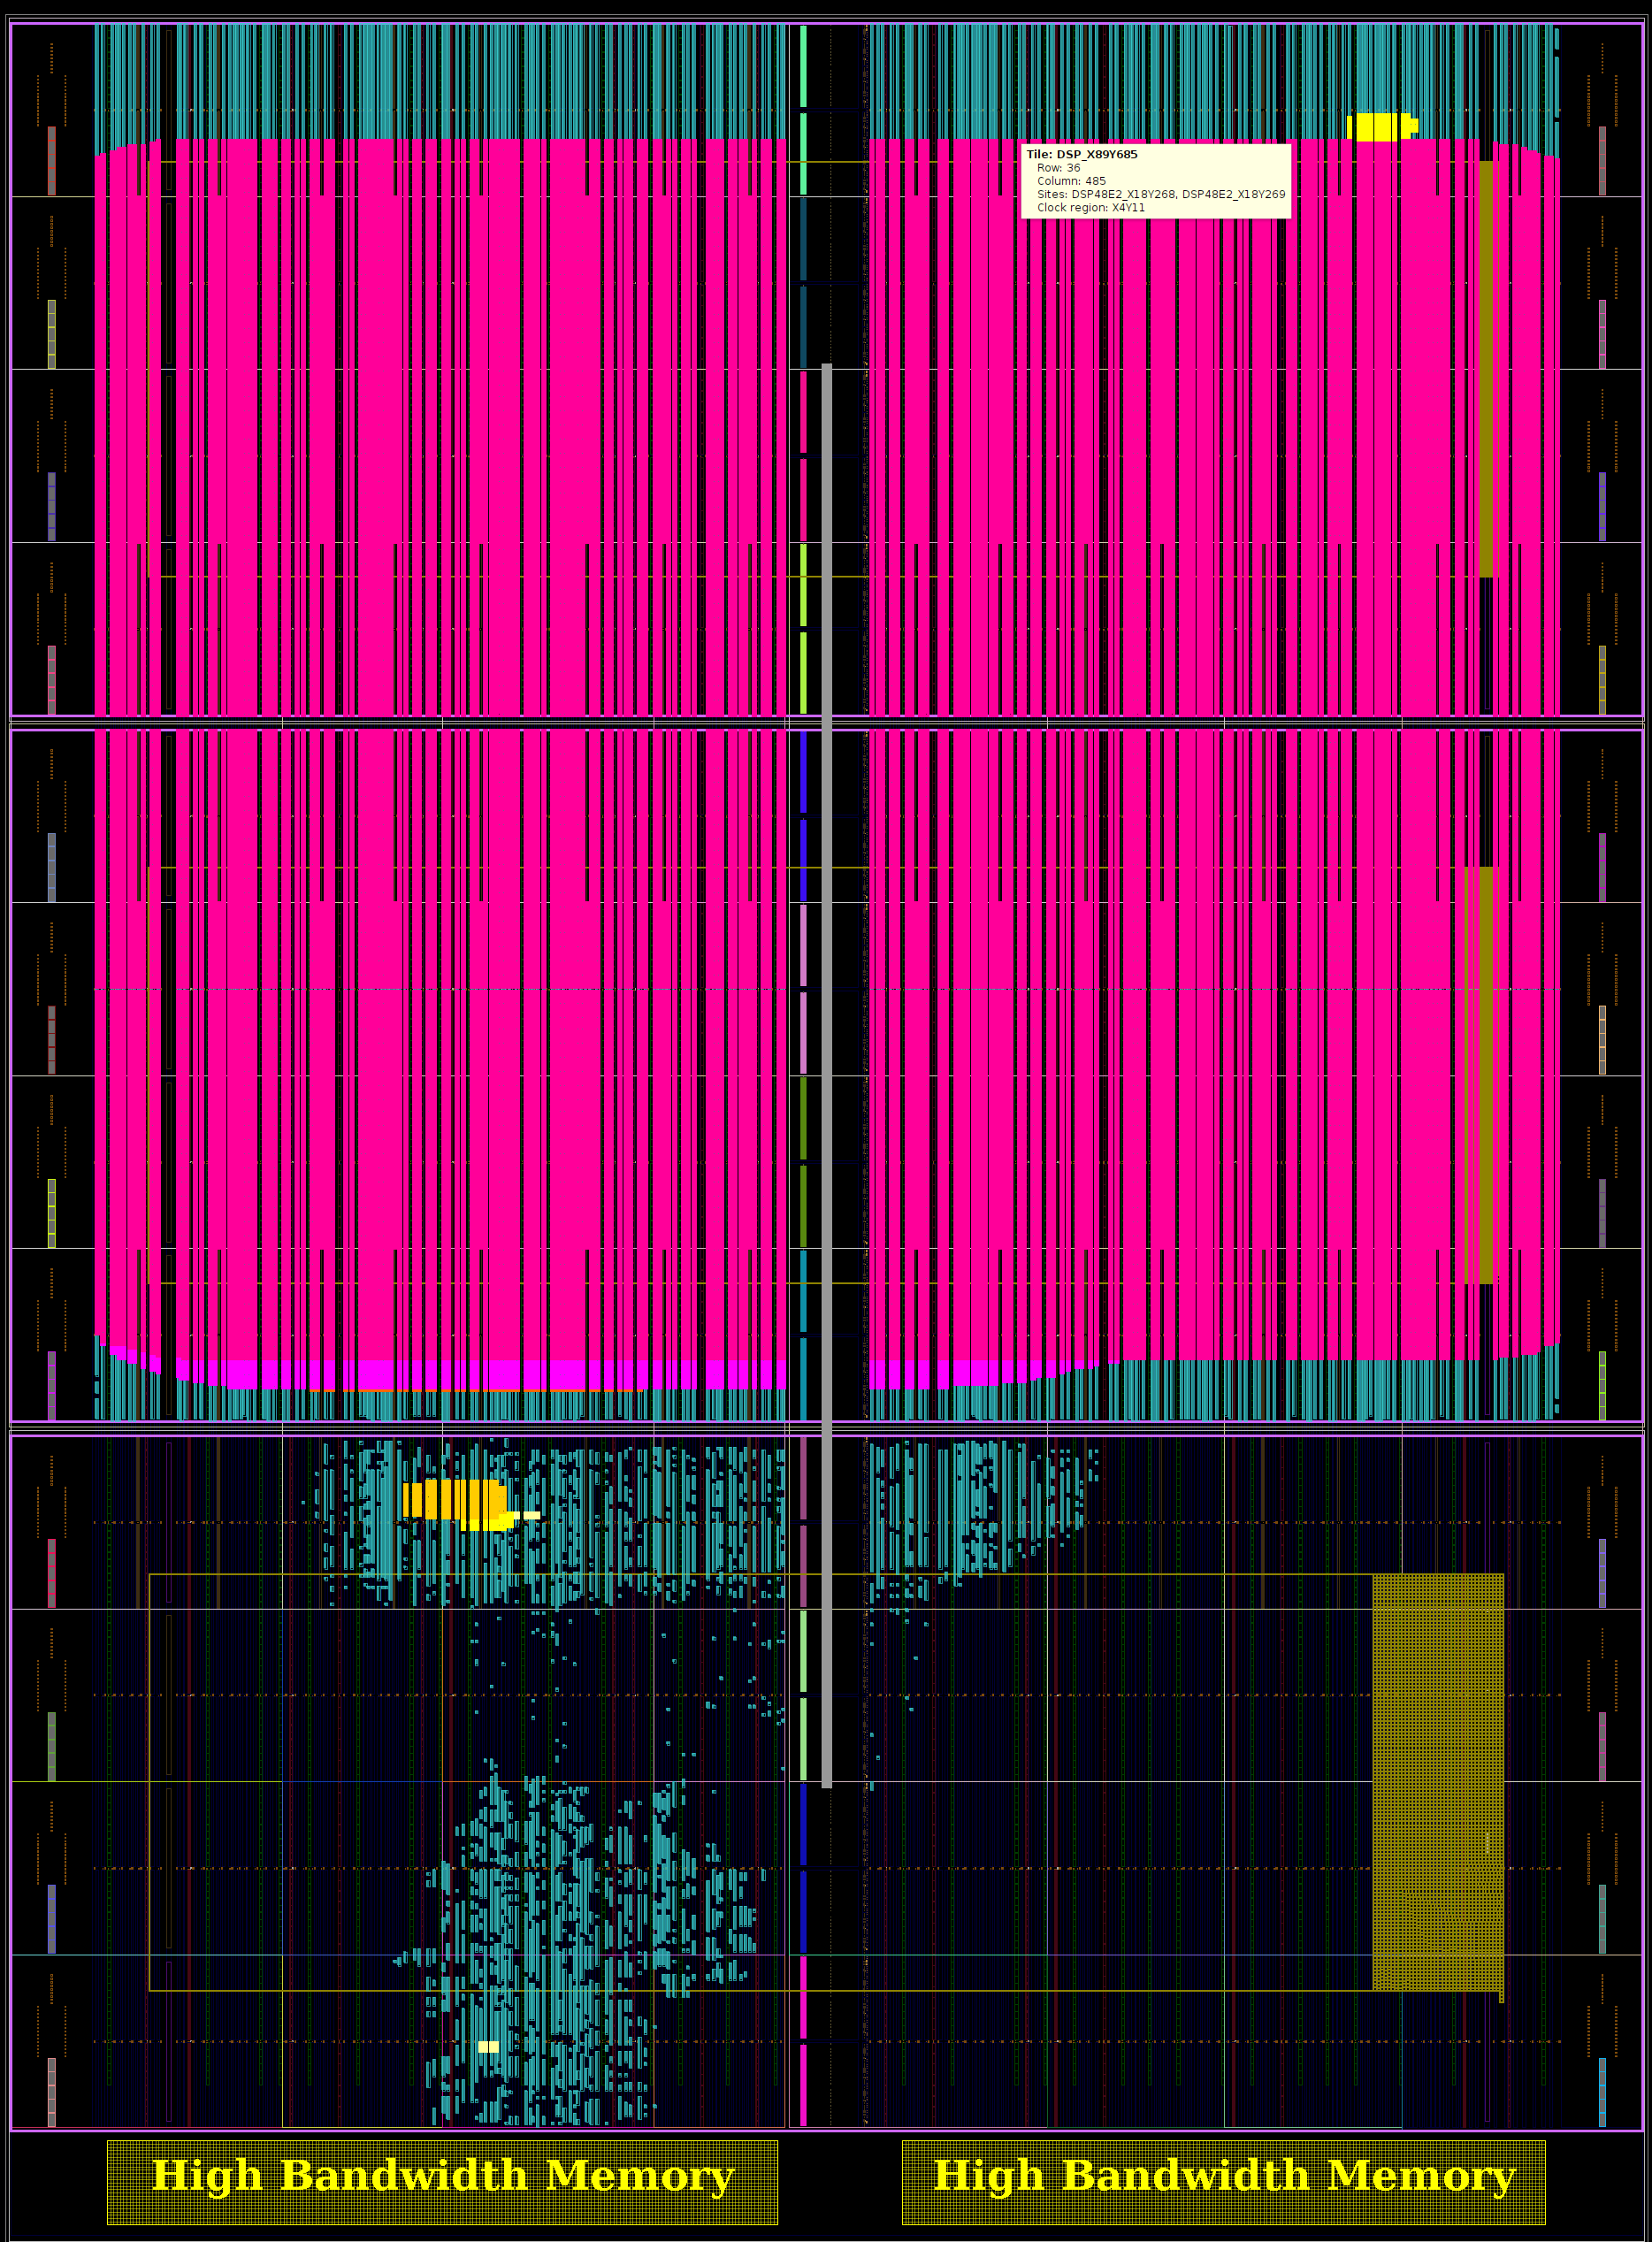 Tile: DSP_X89Y685
Row: 36
Column: 485
Sites: DSP48E2_X18Y268, DSP48E2_X18Y269
Clock region: X4Y11
High Bandwidth Memory
High Bandwidth Memory